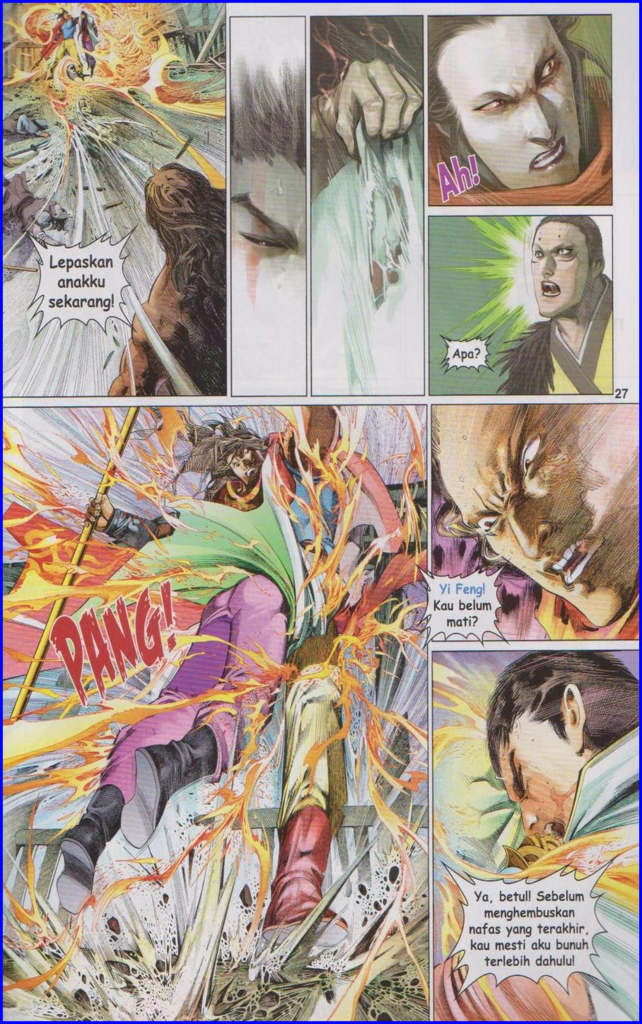 Lepaskan
anakku
sekarang!
Ah!
Apa?
27
PANG!
Yi Feng!
Kau belum
mati?
Ya, betul! Sebelum
menghembuskan
nafas yang terakhir,
kau mesti aku bunuh
terlebih dahulu!